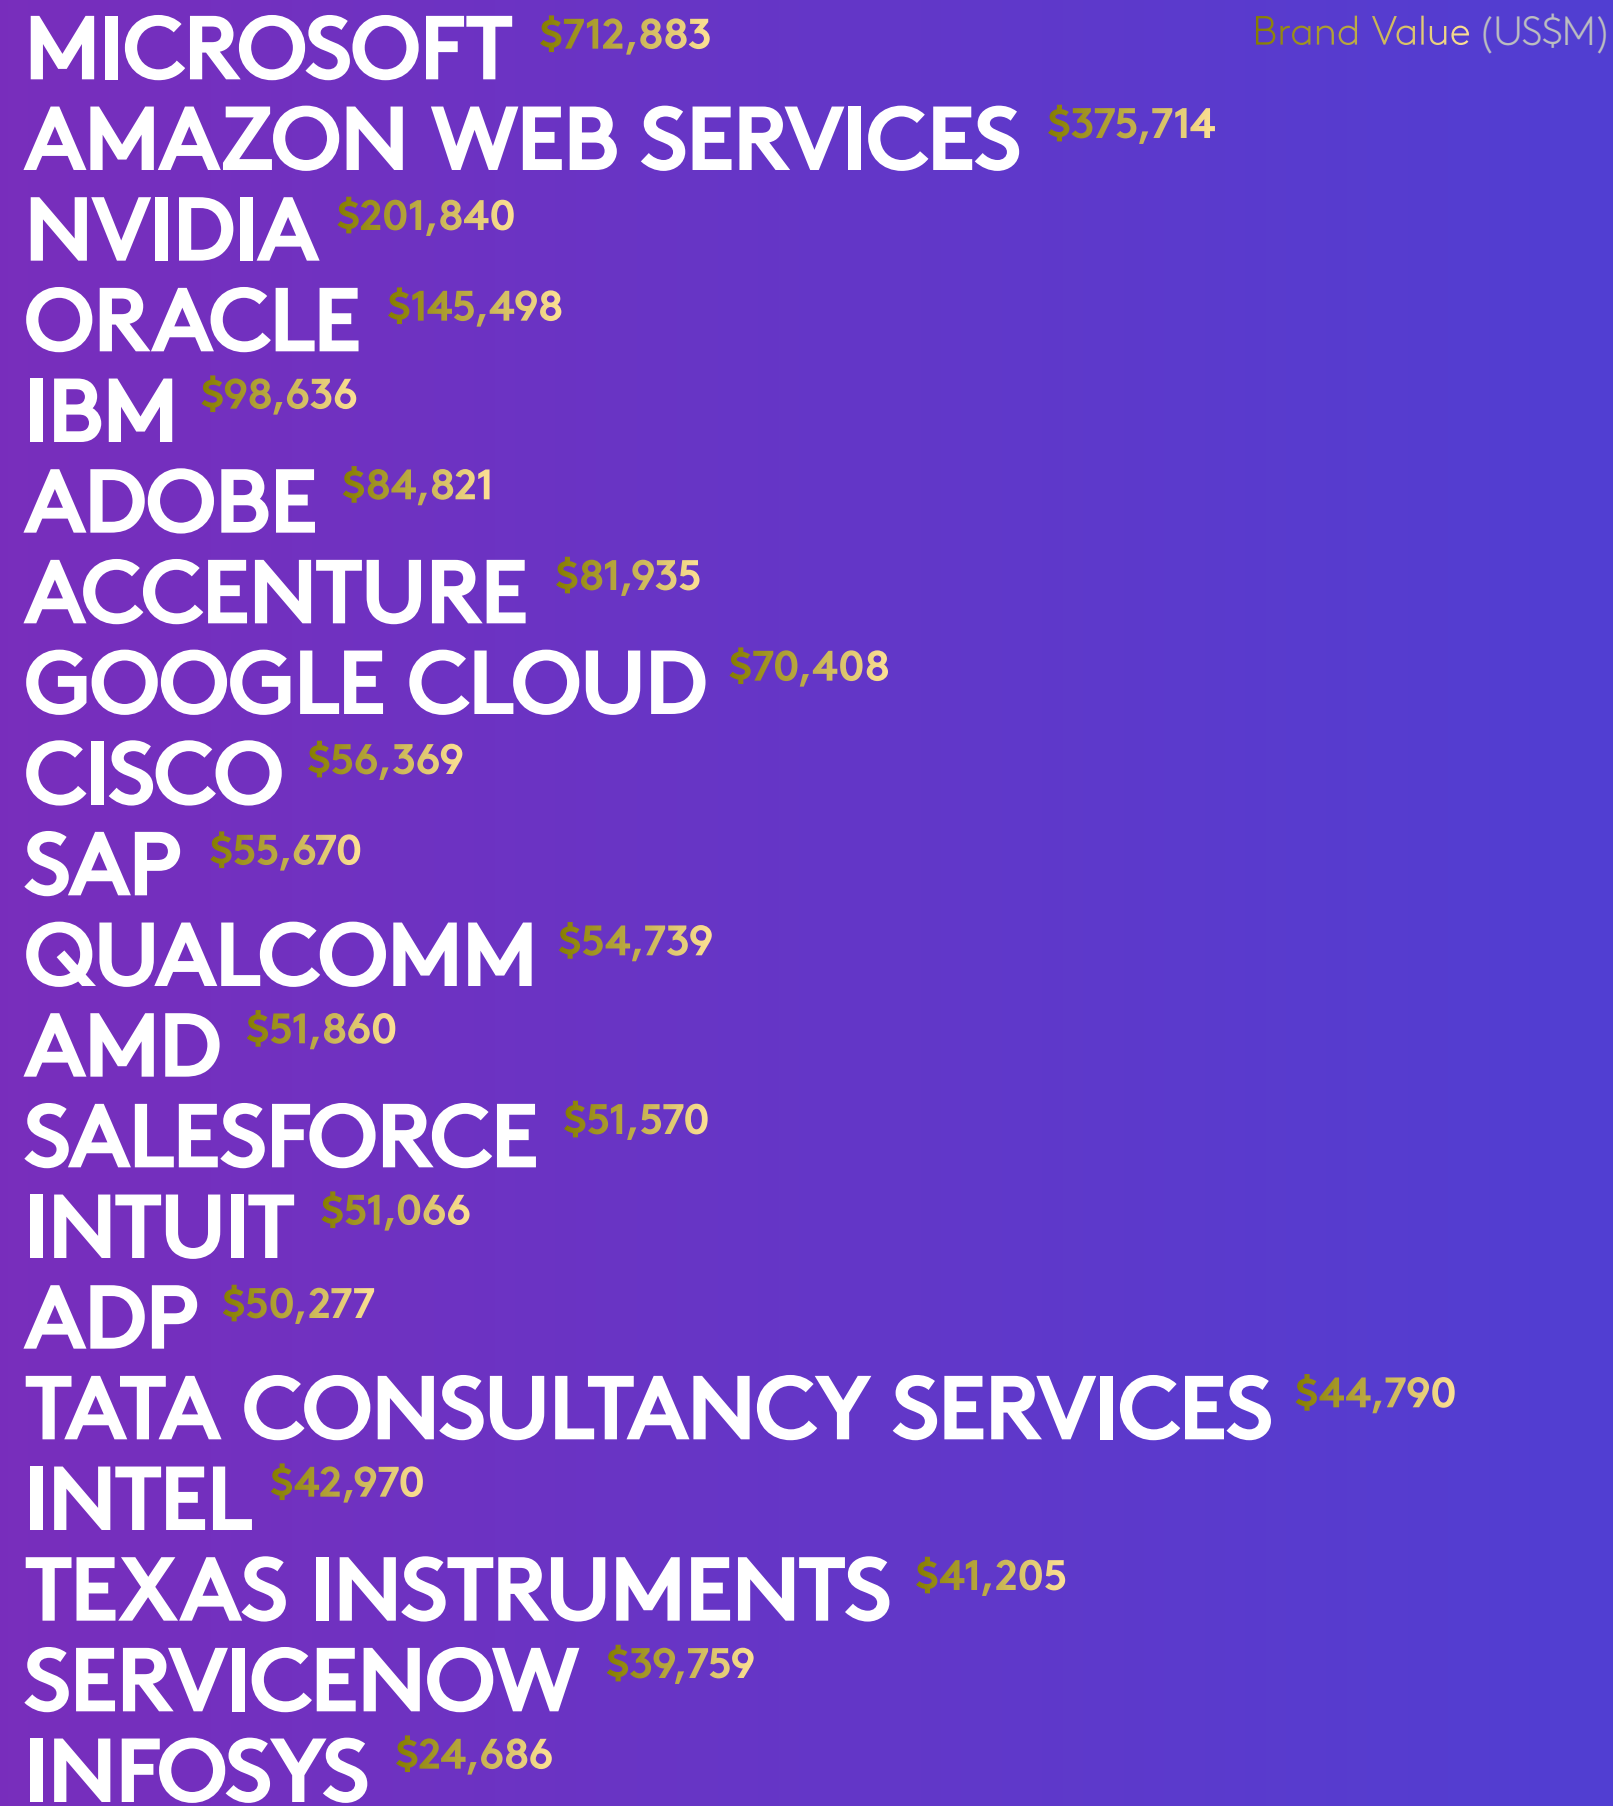 MICROSOFT $712,883
Brand Value (US$M)
AMAZON WEB SERVICES $375,714
NVIDIA $201,840
ORACLE $145,498
IBM $98,636
ADOBE $84,821
ACCENTURE $81,935
GOOGLE CLOUD $70,408
CISCO $56,369
SAP $55,670
QUALCOMM $54,739
AMD $51,860
SALESFORCE $51,570
INTUIT $51,066
ADP $50,277
TATA CONSULTANCY SERVICES $44,790
INTEL $42,970
TEXAS INSTRUMENTS $41,205
SERVICENOW $39,759
INFOSYS $24,686